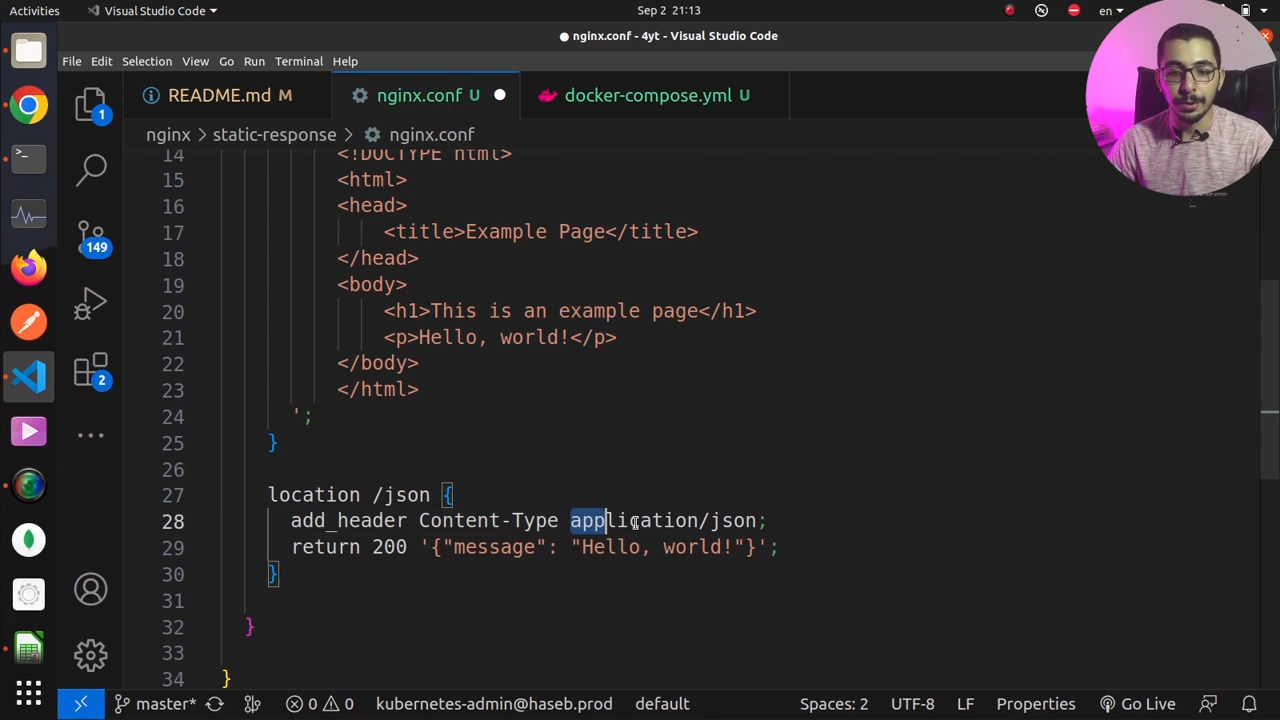 Activities
Visual Studio Code
Sep 2 21:13
en
nginx.conf - 4yt - Visual Studio Code
File Edit Selection View Go Run Terminal Help
README.md M
nginx.conf U
docker-compose.yml U
nginx > static-response > nginx.conf
1
149
2
14 <!DOCTYPE html>
15 <html>
16 <head>
17 <title>Example Page</title>
18 </head>
19 <body>
20 <h1>This is an example page</h1>
21 <p>Hello, world!</p>
22 </body>
23 </html>
24 ';
25 }
26
27 location /json {
28 add_header Content-Type application/json;
29 return 200 '{"message": "Hello, world!"}';
30 }
31
32 }
33
34 }
master* 0 0 kubernetes-admin@haseb.prod default Spaces: 2 UTF-8 LF Properties Go Live